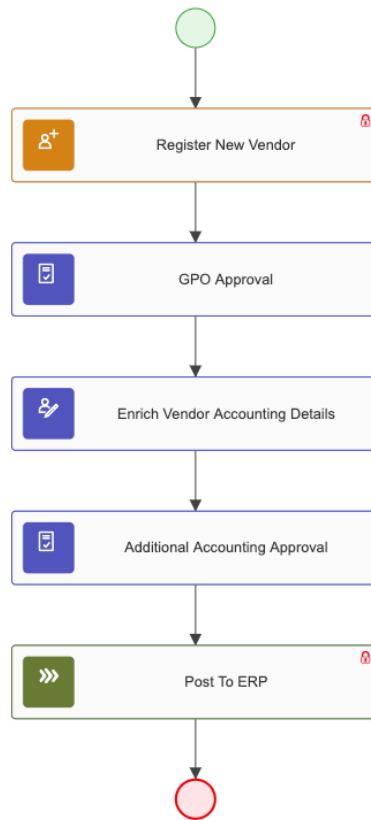 Register New Vendor
GPO Approval
Enrich Vendor Accounting Details
Additional Accounting Approval
Post To ERP